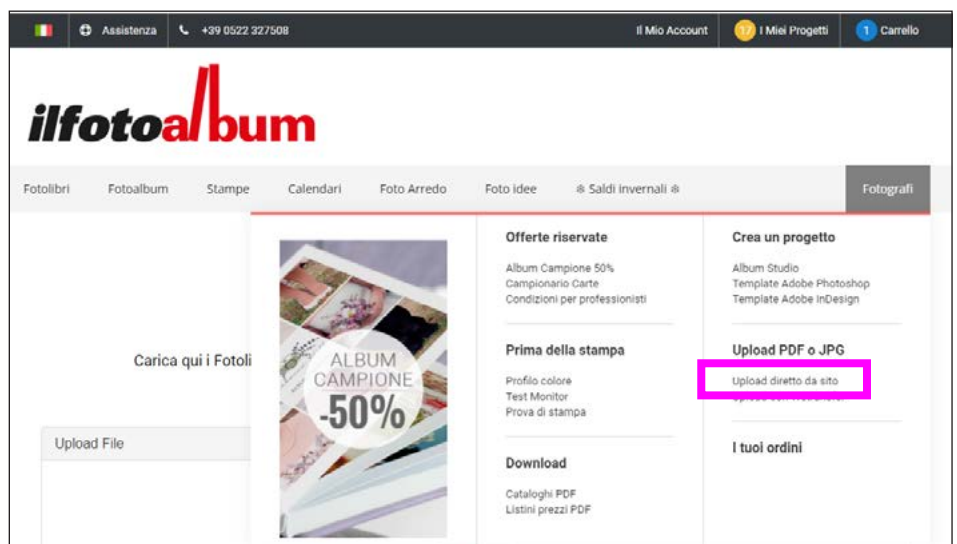 Assistenza
+39 0522 327508
Il Mio Account
17 I Miei Progetti
1 Carrello
ilfotoalbum
Fotolibri
Fotoalbum
Stampe
Calendari
Foto Arredo
Foto idee
❄ Saldi invernali ❄
Fotografi
Carica qui i Fotoli
Upload File
ALBUM
CAMPIONE
-50%
Offerte riservate
Album Campione 50%
Campionario Carte
Condizioni per professionisti
Prima della stampa
Profilo colore
Test Monitor
Prova di stampa
Download
Cataloghi PDF
Listini prezzi PDF
Crea un progetto
Album Studio
Template Adobe Photoshop
Template Adobe InDesign
Upload PDF o JPG
Upload diretto da sito
I tuoi ordini